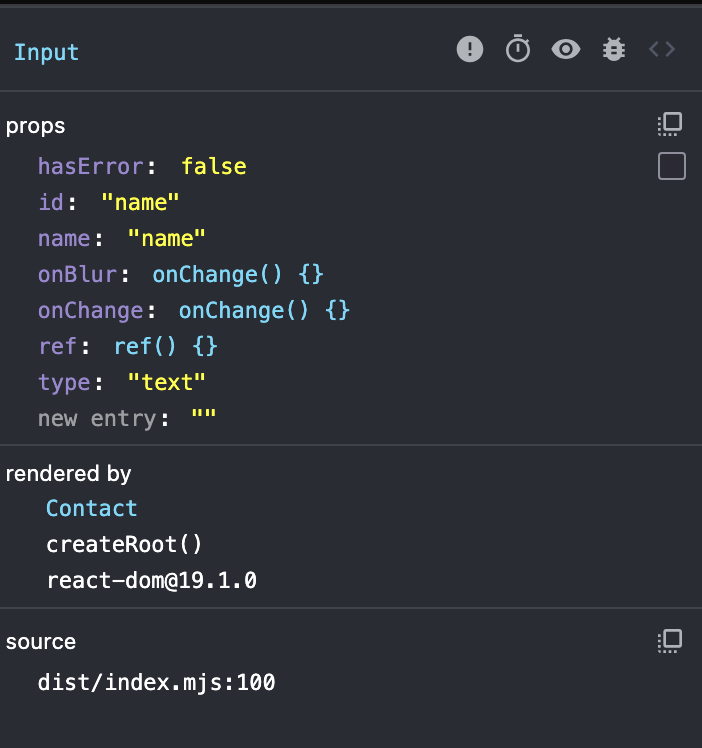 Input
props
hasError: false
id: "name"
name: "name"
onBlur: onChange() {}
onChange: onChange() {}
ref: ref() {}
type: "text"
new entry: ""
rendered by
Contact
createRoot()
react-dom@19.1.0
source
dist/index.mjs:100